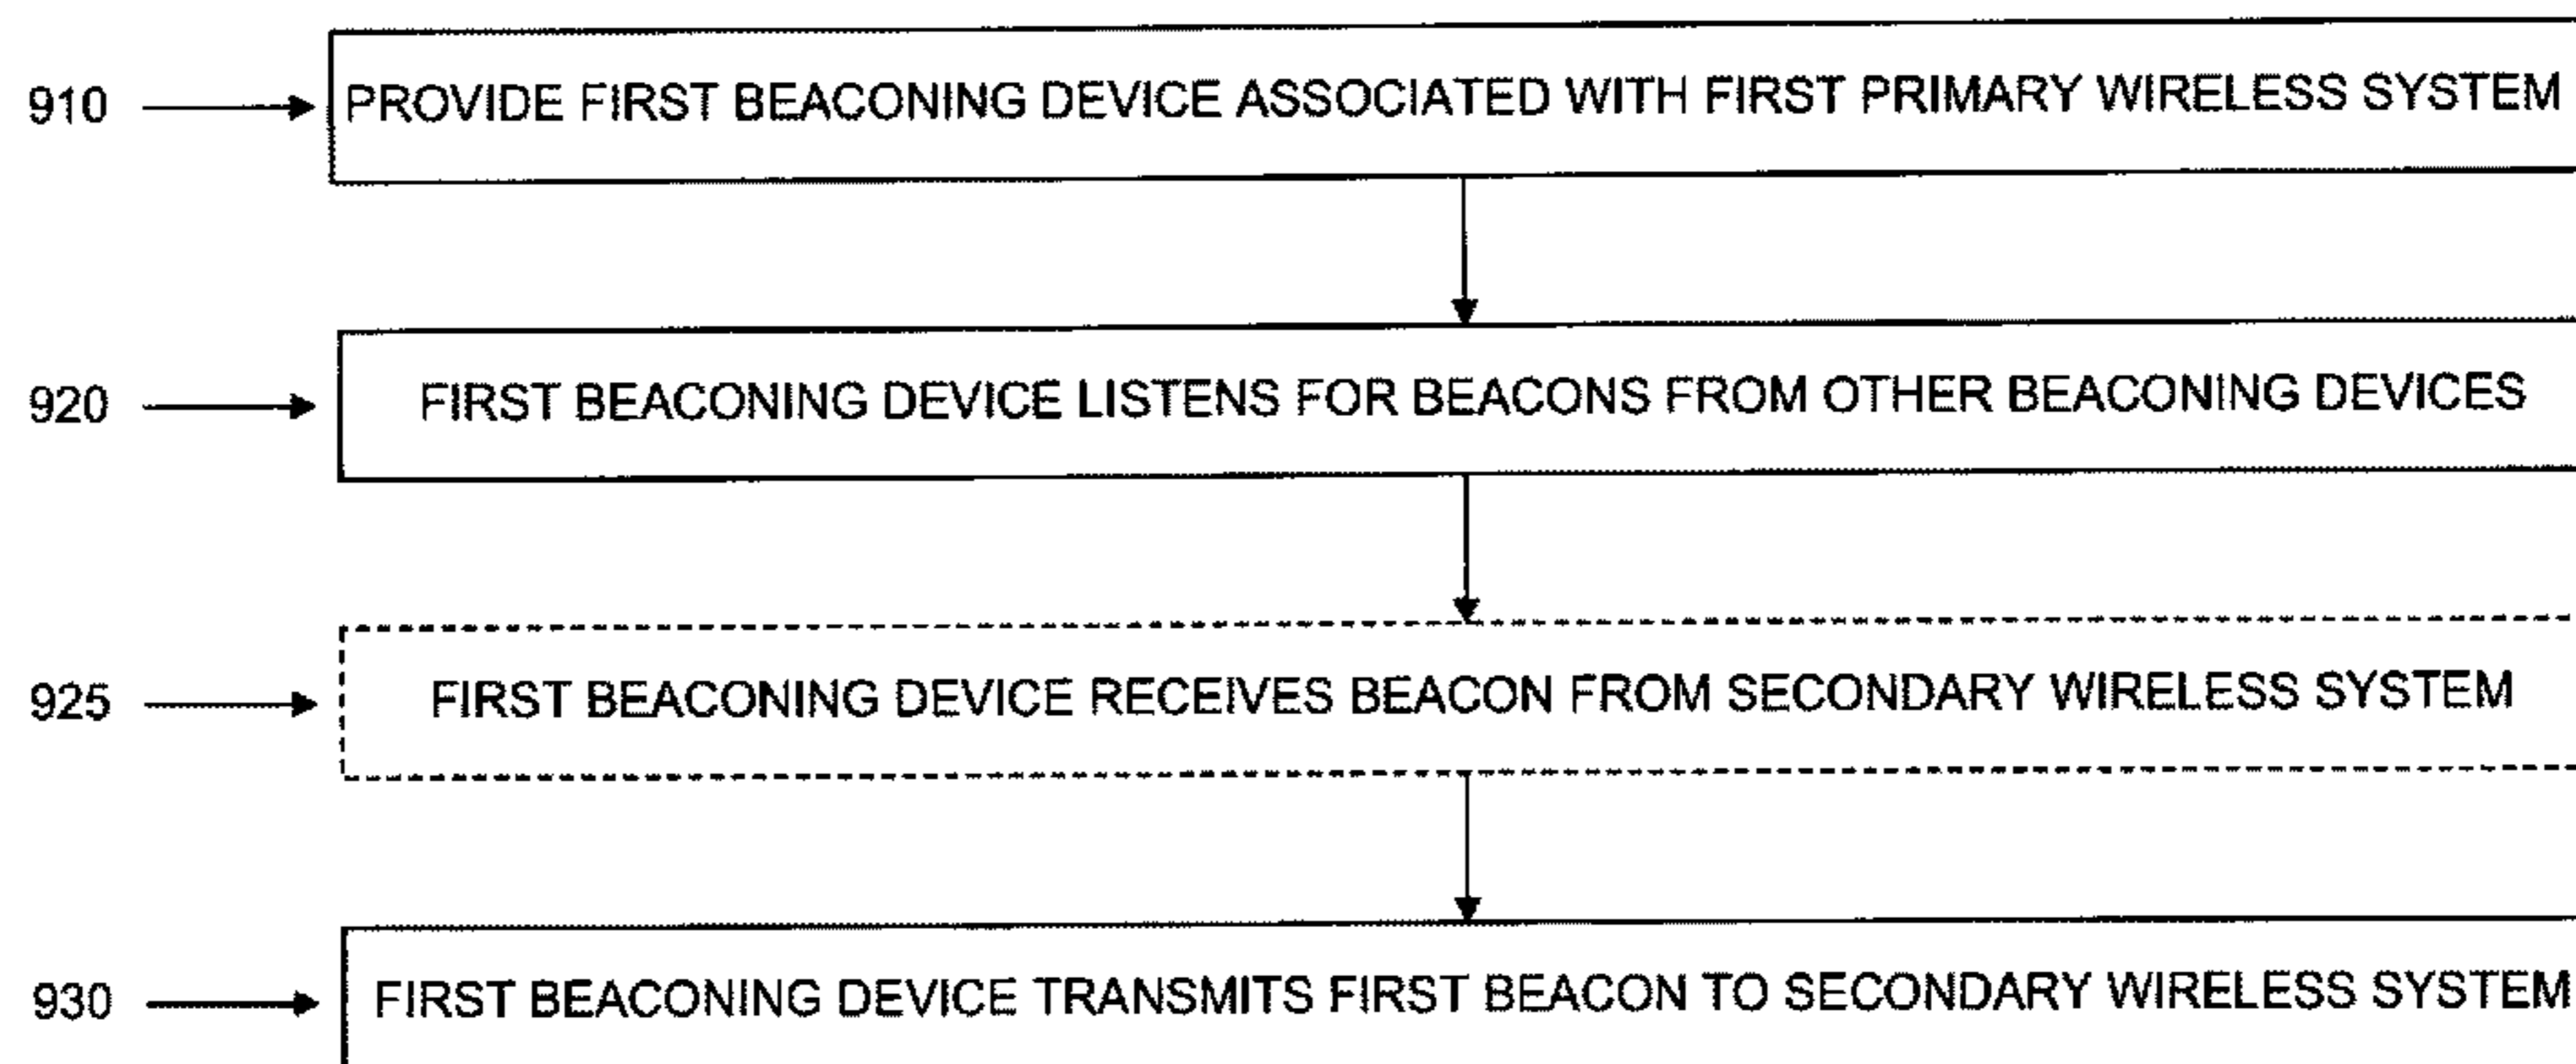 910 PROVIDE FIRST BEACONING DEVICE ASSOCIATED WITH FIRST PRIMARY WIRELESS SYSTEM
920 FIRST BEACONING DEVICE LISTENS FOR BEACONS FROM OTHER BEACONING DEVICES
925 FIRST BEACONING DEVICE RECEIVES BEACON FROM SECONDARY WIRELESS SYSTEM
930 FIRST BEACONING DEVICE TRANSMITS FIRST BEACON TO SECONDARY WIRELESS SYSTEM